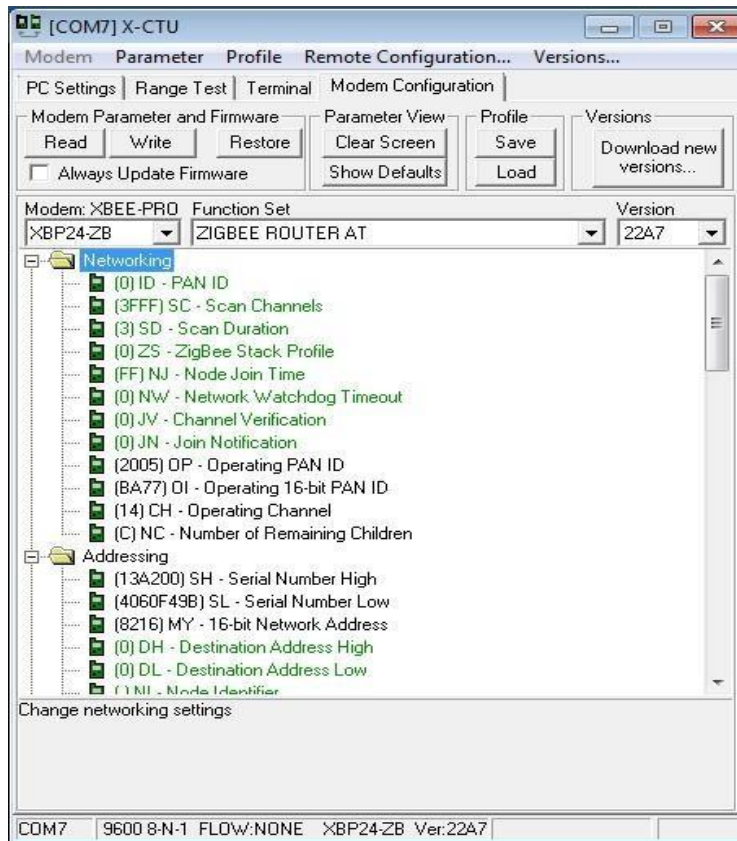 [COM7] X-CTU
Modem Parameter Profile Remote Configuration... Versions...
PC Settings Range Test Terminal Modem Configuration
Modem Parameter and Firmware Parameter View Profile Versions
Read Write Restore Clear Screen Save Download new versions...
Always Update Firmware Show Defaults Load
Modem: XBEE-PRO Function Set Version
XBP24-ZB ZIGBEE ROUTER AT 22A7
Networking
(0) ID - PAN ID
(3FFF) SC - Scan Channels
(3) SD - Scan Duration
(0) ZS - ZigBee Stack Profile
(FF) NJ - Node Join Time
(0) NW - Network Watchdog Timeout
(0) JV - Channel Verification
(0) JN - Join Notification
(2005) OP - Operating PAN ID
(BA77) OI - Operating 16-bit PAN ID
(14) CH - Operating Channel
(C) NC - Number of Remaining Children
Addressing
(13A200) SH - Serial Number High
(4060F49B) SL - Serial Number Low
(8216) MY - 16-bit Network Address
(0) DH - Destination Address High
(0) DL - Destination Address Low
( ) NI - Node Identifier
Change networking settings
COM7 9600 8-N-1 FLOW:NONE XBP24-ZB Ver:22A7